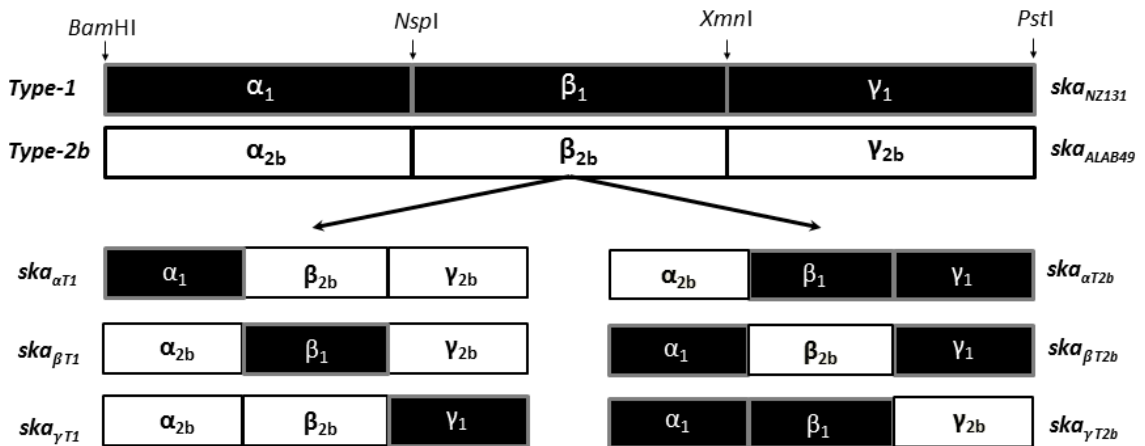 BamHI NspI XmnI PstI
Type-1 α1 β1 γ1 skaNZ131
Type-2b α2b β2b γ2b skaALAB49
skaαT1 α1 β2b γ2b α2b β1 γ1 skaαT2b
skaβT1 α2b β1 γ2b α1 β2b γ1 skaβT2b
skaγT1 α2b β2b γ1 α1 β1 γ2b skaγT2b